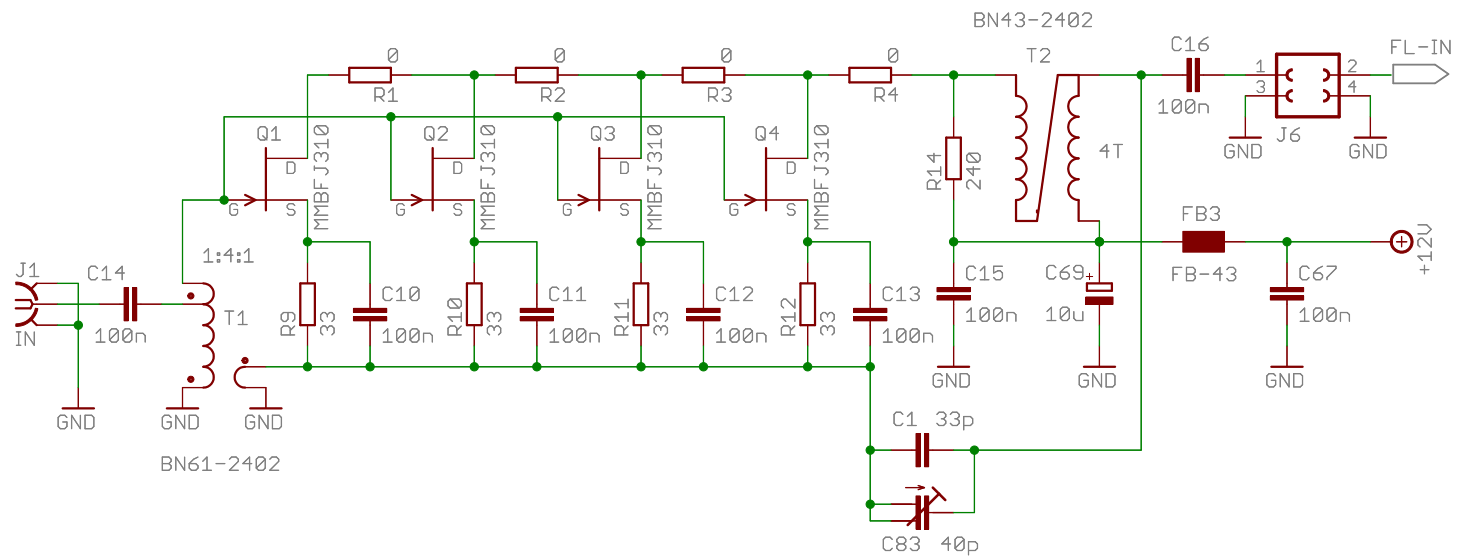 BN43-2402
0
0
0
0
T2
C16
FL-IN
R1
R2
R3
R4
1
2
3
4
100n
J6
GND
GND
Q1
D
G
S
MMBFJ310
Q2
D
G
S
MMBFJ310
Q3
D
G
S
MMBFJ310
Q4
D
G
S
MMBFJ310
R14
240
4T
FB3
FB-43
+12V
1:4:1
J1
IN
C14
100n
T1
R9
33
C10
100n
R10
33
C11
100n
R11
33
C12
100n
R12
33
C13
100n
C15
100n
C69
+
10u
C67
100n
GND
GND
GND
GND
GND
GND
BN61-2402
C1
33p
C83
40p